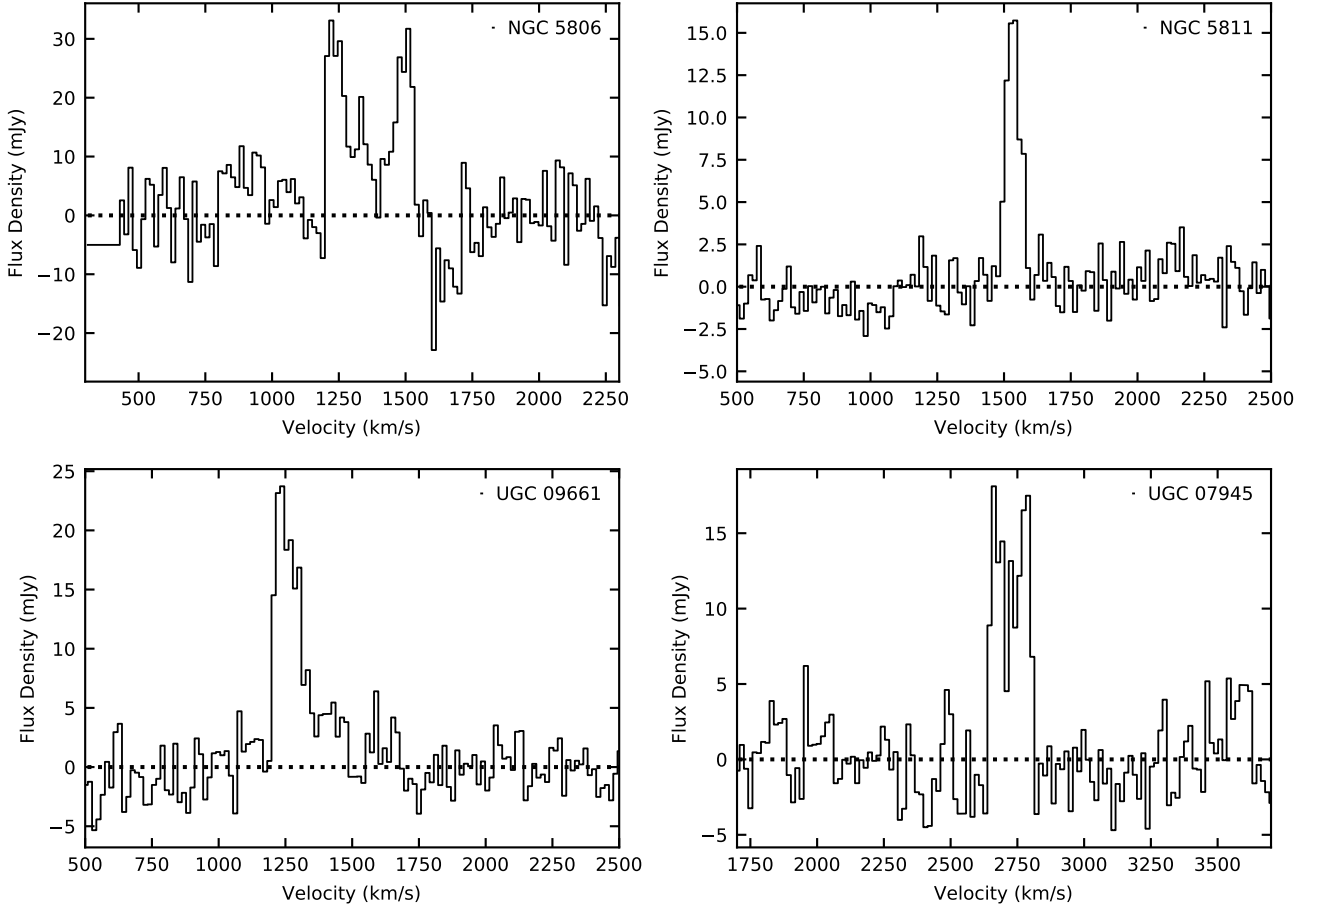 NGC 5806
30
20
10
0
−10
−20
Flux Density (mJy)
500 750 1000 1250 1500 1750 2000 2250
Velocity (km/s)
NGC 5811
15.0
12.5
10.0
7.5
5.0
2.5
0.0
−2.5
−5.0
Flux Density (mJy)
500 750 1000 1250 1500 1750 2000 2250 2500
Velocity (km/s)
UGC 09661
25
20
15
10
5
0
−5
Flux Density (mJy)
500 750 1000 1250 1500 1750 2000 2250 2500
Velocity (km/s)
UGC 07945
15
10
5
0
−5
Flux Density (mJy)
1750 2000 2250 2500 2750 3000 3250 3500
Velocity (km/s)